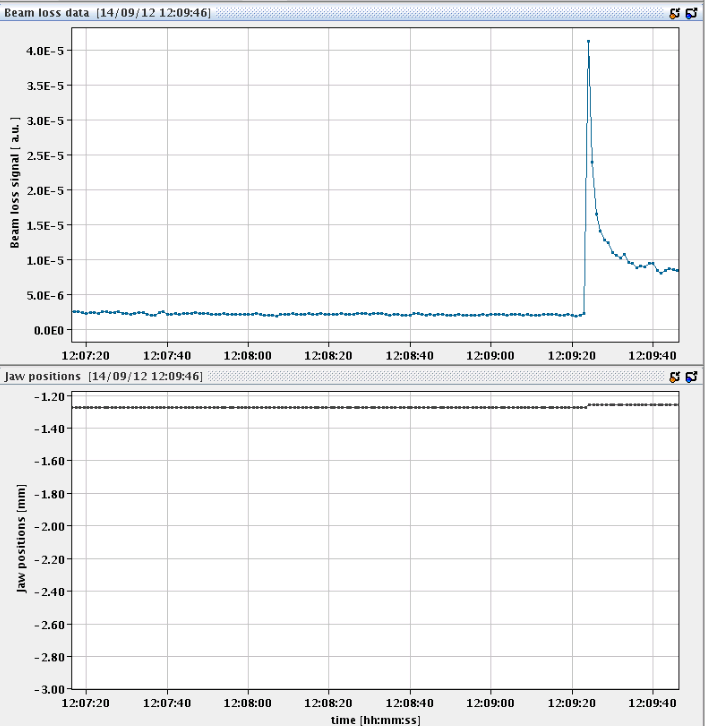 Beam loss data [14/09/12 12:09:46]
Beam loss signal [ a.u. ]
4.0E-5
3.5E-5
3.0E-5
2.5E-5
2.0E-5
1.5E-5
1.0E-5
5.0E-6
0.0E0
12:07:20 12:07:40 12:08:00 12:08:20 12:08:40 12:09:00 12:09:20 12:09:40
Jaw positions [14/09/12 12:09:46]
Jaw positions [mm]
-1.20
-1.40
-1.60
-1.80
-2.00
-2.20
-2.40
-2.60
-2.80
-3.00
12:07:20 12:07:40 12:08:00 12:08:20 12:08:40 12:09:00 12:09:20 12:09:40
time [hh:mm:ss]